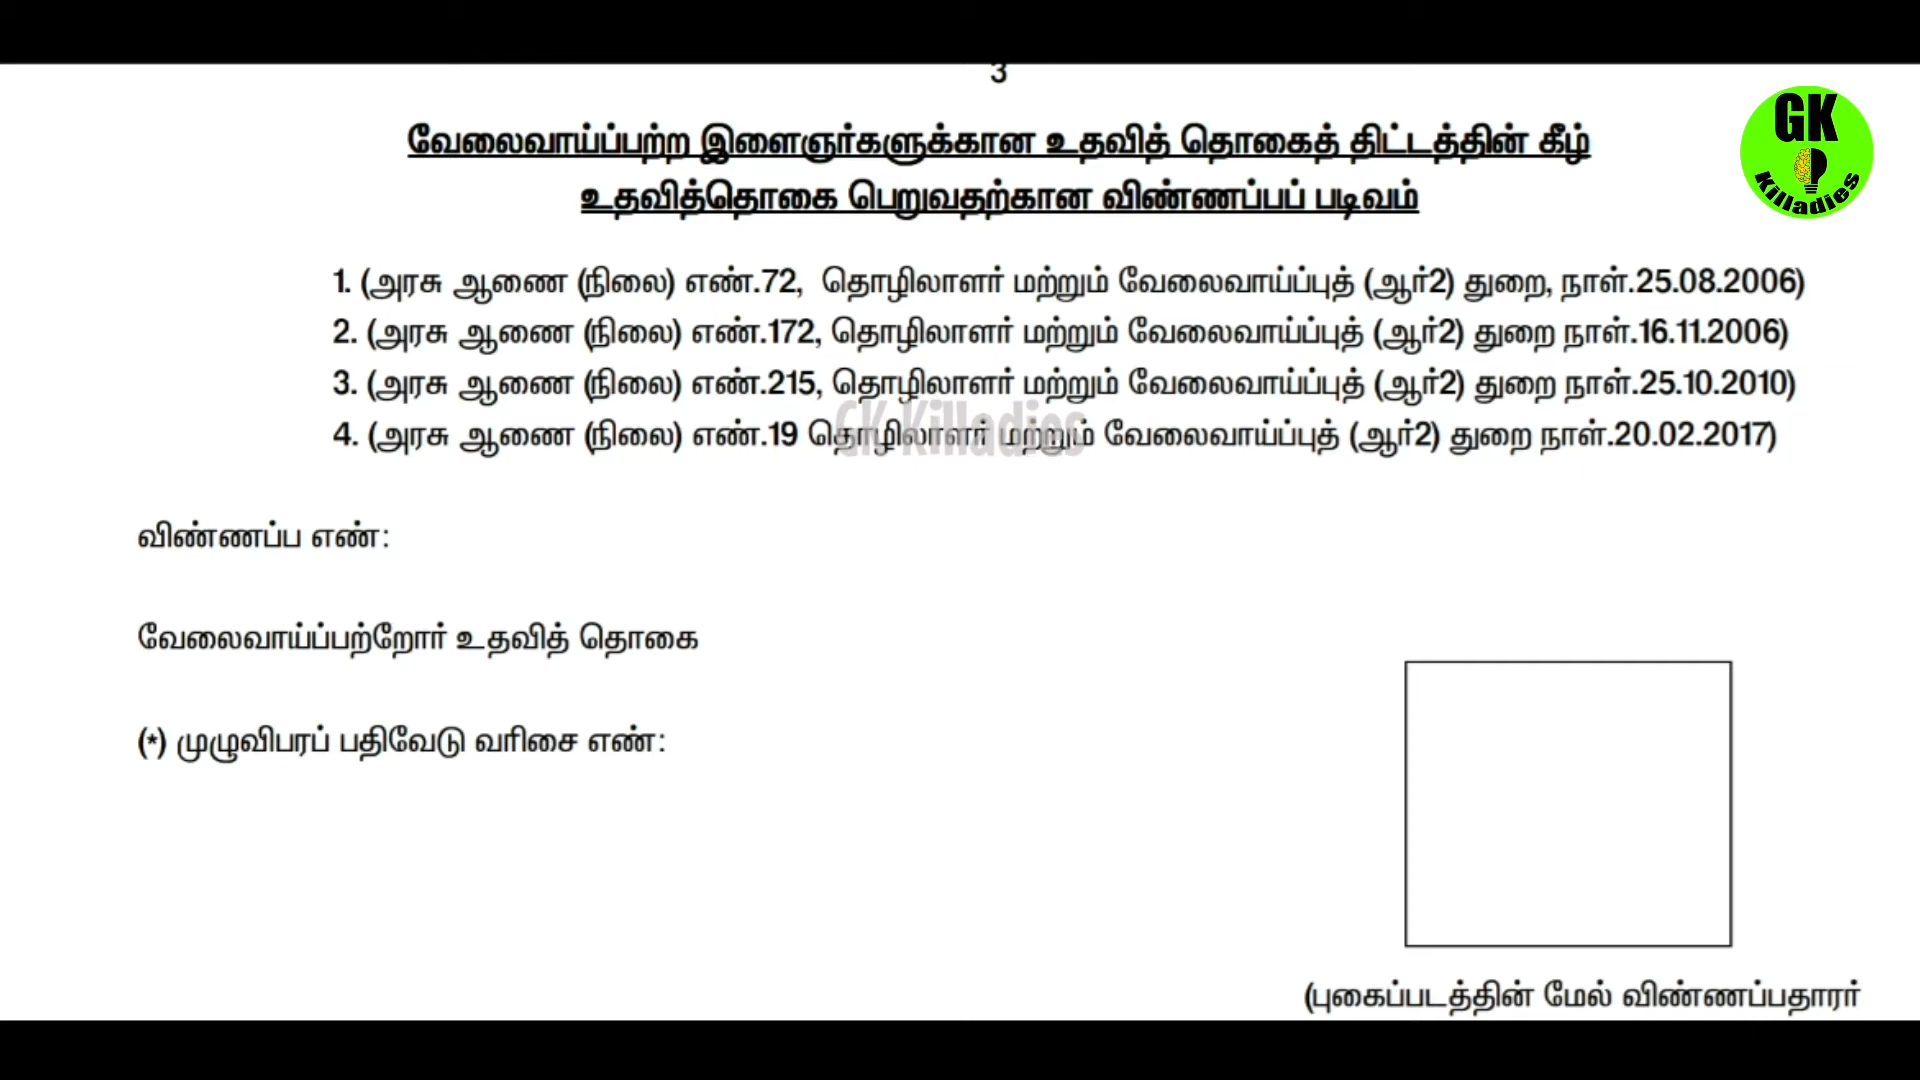 3
GK
Killadies
வேலைவாய்ப்பற்ற இளைஞர்களுக்கான உதவித் தொகைத் திட்டத்தின் கீழ்
உதவித்தொகை பெறுவதற்கான விண்ணப்பப் படிவம்
1. (அரசு ஆணை (நிலை) எண்.72, தொழிலாளர் மற்றும் வேலைவாய்ப்புத் (ஆர்2) துறை, நாள்.25.08.2006)
2. (அரசு ஆணை (நிலை) எண்.172, தொழிலாளர் மற்றும் வேலைவாய்ப்புத் (ஆர்2) துறை நாள்.16.11.2006)
3. (அரசு ஆணை (நிலை) எண்.215, தொழிலாளர் மற்றும் வேலைவாய்ப்புத் (ஆர்2) துறை நாள்.25.10.2010)
4. (அரசு ஆணை (நிலை) எண்.19 தொழிலாளர் மற்றும் வேலைவாய்ப்புத் (ஆர்2) துறை நாள்.20.02.2017)
GK Killadies
விண்ணப்ப எண்:
வேலைவாய்ப்பற்றோர் உதவித் தொகை
(*) முழுவிபரப் பதிவேடு வரிசை எண்:
(புகைப்படத்தின் மேல் விண்ணப்பதாரர்